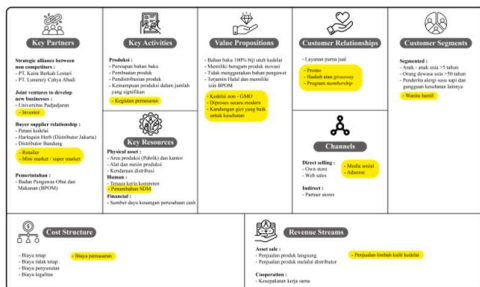 Key Partners
Strategic alliance between
non competitors :
- PT. Kaira Berkah Lestari
- PT. Lumenry Cahya Abadi
Joint ventures to develop
new businesses :
- Universitas Padjadjaran
- Investor
Buyer supplier relationship :
- Petani kedelai
- Harlequin Herb (Distributor Jakarta)
- Distributor Bandung
- Retailer
- Mini market / super market
Pemerintahan :
- Badan Pengawas Obat dan
Makanan (BPOM)
Key Activities
Produksi :
- Persiapan bahan baku
- Pembuatan produk
- Pendistribusian produk
- Kemampuan produksi dalam jumlah
yang signifikan
- Kegiatan pemasaran
Key Resources
Physical asset :
- Area produksi (Pabrik) dan kantor
- Alat dan mesin produksi
- Kendaraan distribusi
Human :
- Tenaga kerja kompeten
- Penambahan SDM
Financial :
- Sumber daya keuangan perusahaan cash
Value Propositions
- Bahan baku 100% biji utuh kedelai
- Memiliki beragam produk inovasi
- Tidak menggunakan bahan pengawet
- Terjamin Halal dan memiliki
izin BPOM
- Kedelai non - GMO
- Diproses secara modern
- Kandungan gizi yang baik
untuk kesehatan
Customer Relationships
- Layanan purna jual
- Promo
- Hadiah atau giveaway
- Program membership
Channels
Direct selling :
- Own store
- Web sales
- Media sosial
- Adsense
Indirect :
- Partner stores
Customer Segments
Segmented :
- Anak - anak usia >5 tahun
- Orang dewasa usia >50 tahun
- Penderita alergi susu sapi dan
gangguan kesehatan lainnya
- Wanita hamil
Cost Structure
- Biaya tetap
- Biaya tidak tetap
- Biaya penyusutan
- Biaya legalitas
- Biaya pemasaran
Revenue Streams
Asset sale :
- Penjualan produk langsung
- Penjualan produk melalui distributor
- Penjualan limbah kulit kedelai
Cooperation :
- Kesepakatan kerja sama